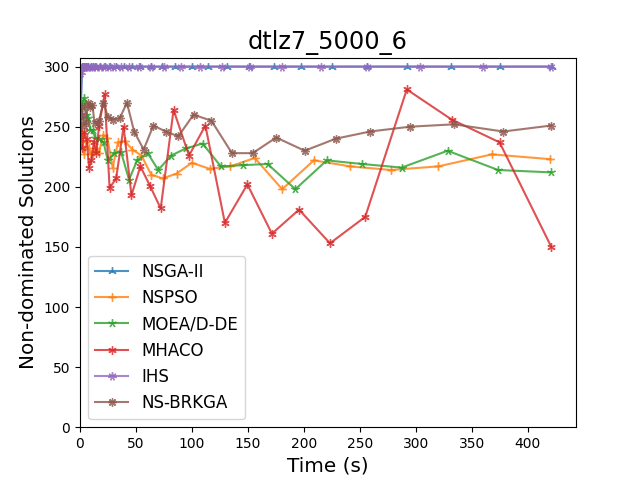 dtlz7_5000_6
Non-dominated Solutions
300
250
200
150
100
50
0
NSGA-II
NSPSO
MOEA/D-DE
MHACO
IHS
NS-BRKGA
0 50 100 150 200 250 300 350 400
Time (s)